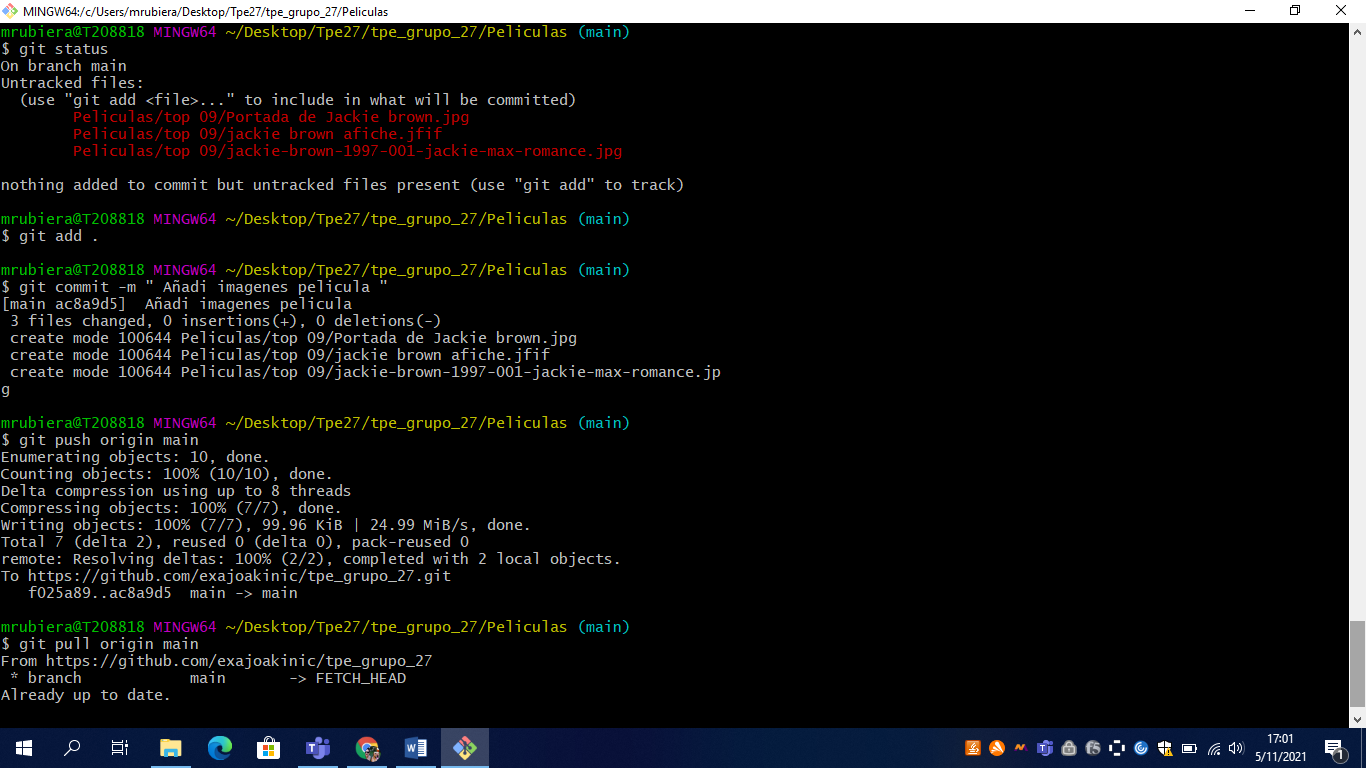 MINGW64:/c/Users/mrubiera/Desktop/Tpe27/tpe_grupo_27/Peliculas
mrubiera@T208818 MINGW64 ~/Desktop/Tpe27/tpe_grupo_27/Peliculas (main)
$ git status
On branch main
Untracked files:
  (use "git add <file>..." to include in what will be committed)
        Peliculas/top 09/Portada de Jackie brown.jpg
        Peliculas/top 09/jackie brown afiche.jfif
        Peliculas/top 09/jackie-brown-1997-001-jackie-max-romance.jpg
nothing added to commit but untracked files present (use "git add" to track)
mrubiera@T208818 MINGW64 ~/Desktop/Tpe27/tpe_grupo_27/Peliculas (main)
$ git add .
mrubiera@T208818 MINGW64 ~/Desktop/Tpe27/tpe_grupo_27/Peliculas (main)
$ git commit -m " Añadi imagenes pelicula "
[main ac8a9d5]  Añadi imagenes pelicula
 3 files changed, 0 insertions(+), 0 deletions(-)
 create mode 100644 Peliculas/top 09/Portada de Jackie brown.jpg
 create mode 100644 Peliculas/top 09/jackie brown afiche.jfif
 create mode 100644 Peliculas/top 09/jackie-brown-1997-001-jackie-max-romance.jp
g
mrubiera@T208818 MINGW64 ~/Desktop/Tpe27/tpe_grupo_27/Peliculas (main)
$ git push origin main
Enumerating objects: 10, done.
Counting objects: 100% (10/10), done.
Delta compression using up to 8 threads
Compressing objects: 100% (7/7), done.
Writing objects: 100% (7/7), 99.96 KiB | 24.99 MiB/s, done.
Total 7 (delta 2), reused 0 (delta 0), pack-reused 0
remote: Resolving deltas: 100% (2/2), completed with 2 local objects.
To https://github.com/exajoakinic/tpe_grupo_27.git
   f025a89..ac8a9d5  main -> main
mrubiera@T208818 MINGW64 ~/Desktop/Tpe27/tpe_grupo_27/Peliculas (main)
$ git pull origin main
From https://github.com/exajoakinic/tpe_grupo_27
 * branch            main       -> FETCH_HEAD
Already up to date.
17:01
5/11/2021
1